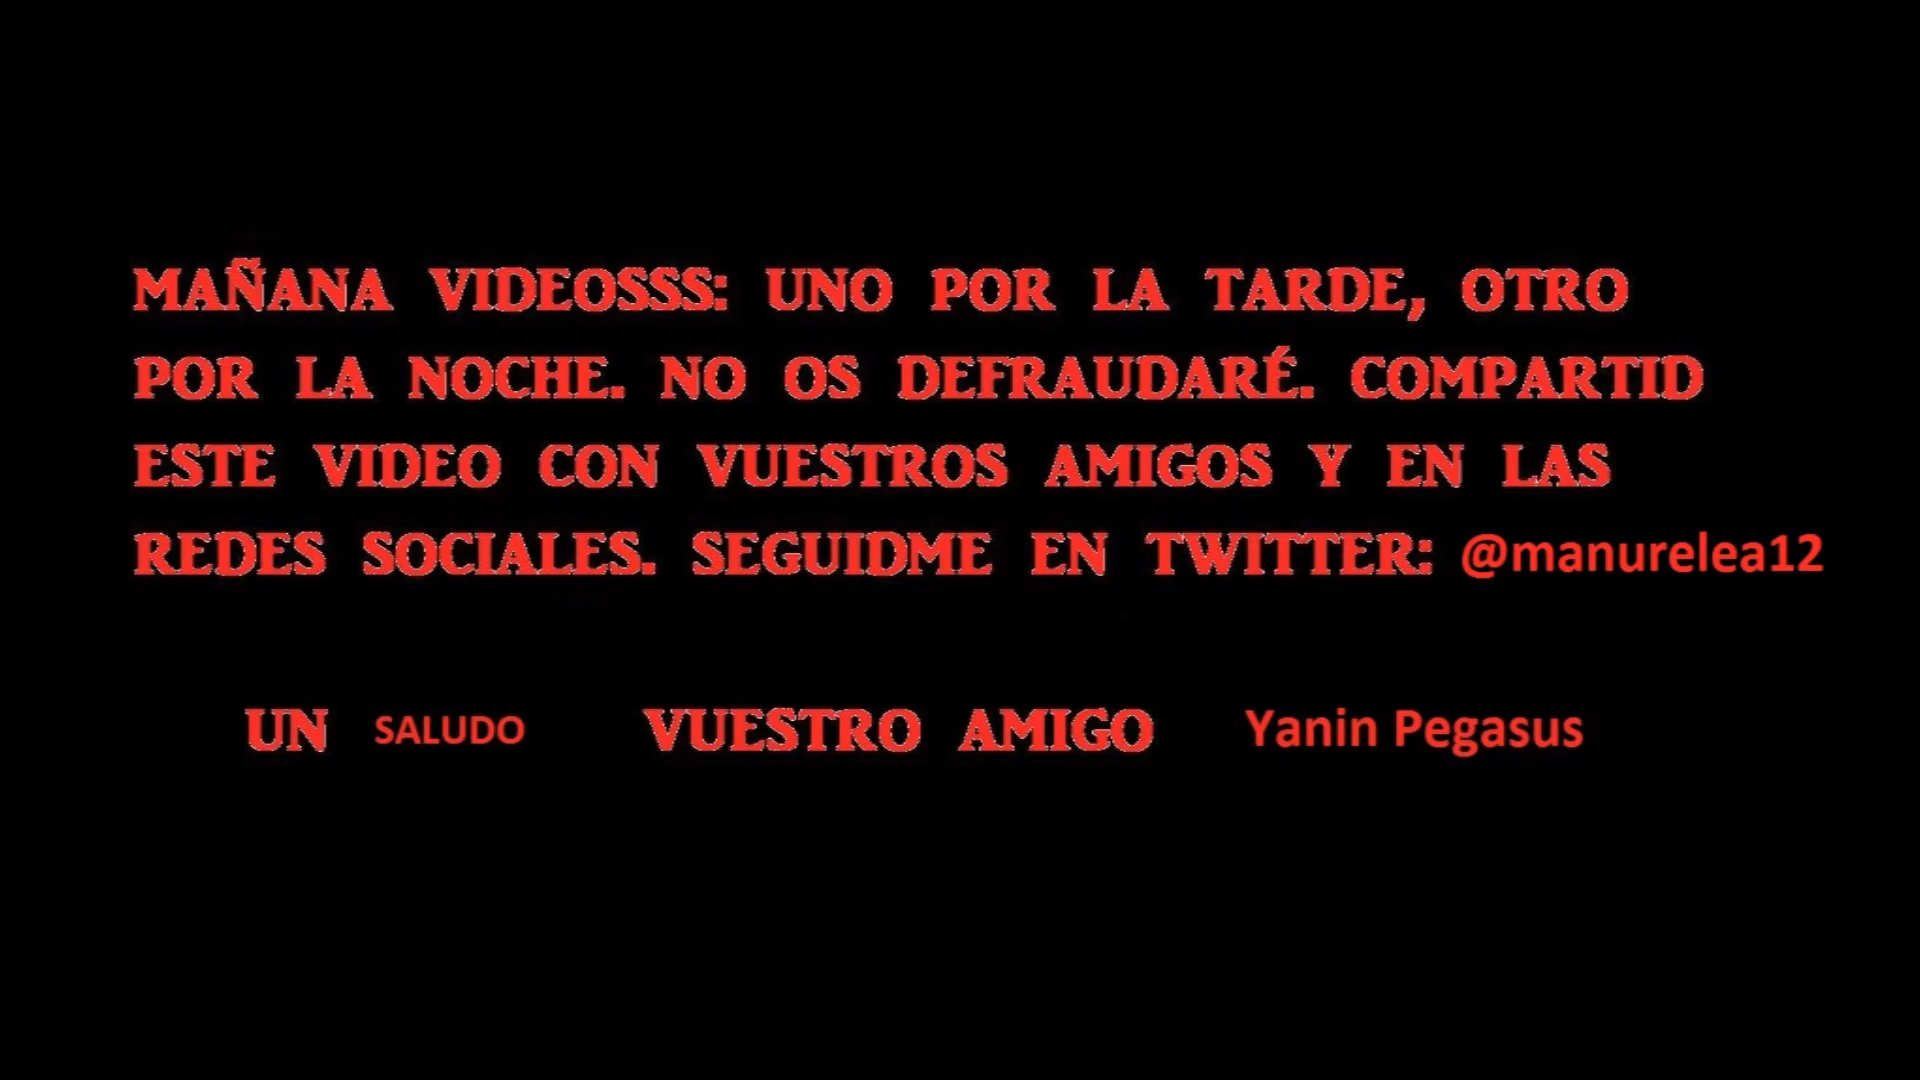 MAÑANA VIDEOSSS: UNO POR LA TARDE, OTRO
POR LA NOCHE. NO OS DEFRAUDARÉ. COMPARTID
ESTE VIDEO CON VUESTROS AMIGOS Y EN LAS
REDES SOCIALES. SEGUIDME EN TWITTER: @manurelea12
UN SALUDO VUESTRO AMIGO Yanin Pegasus